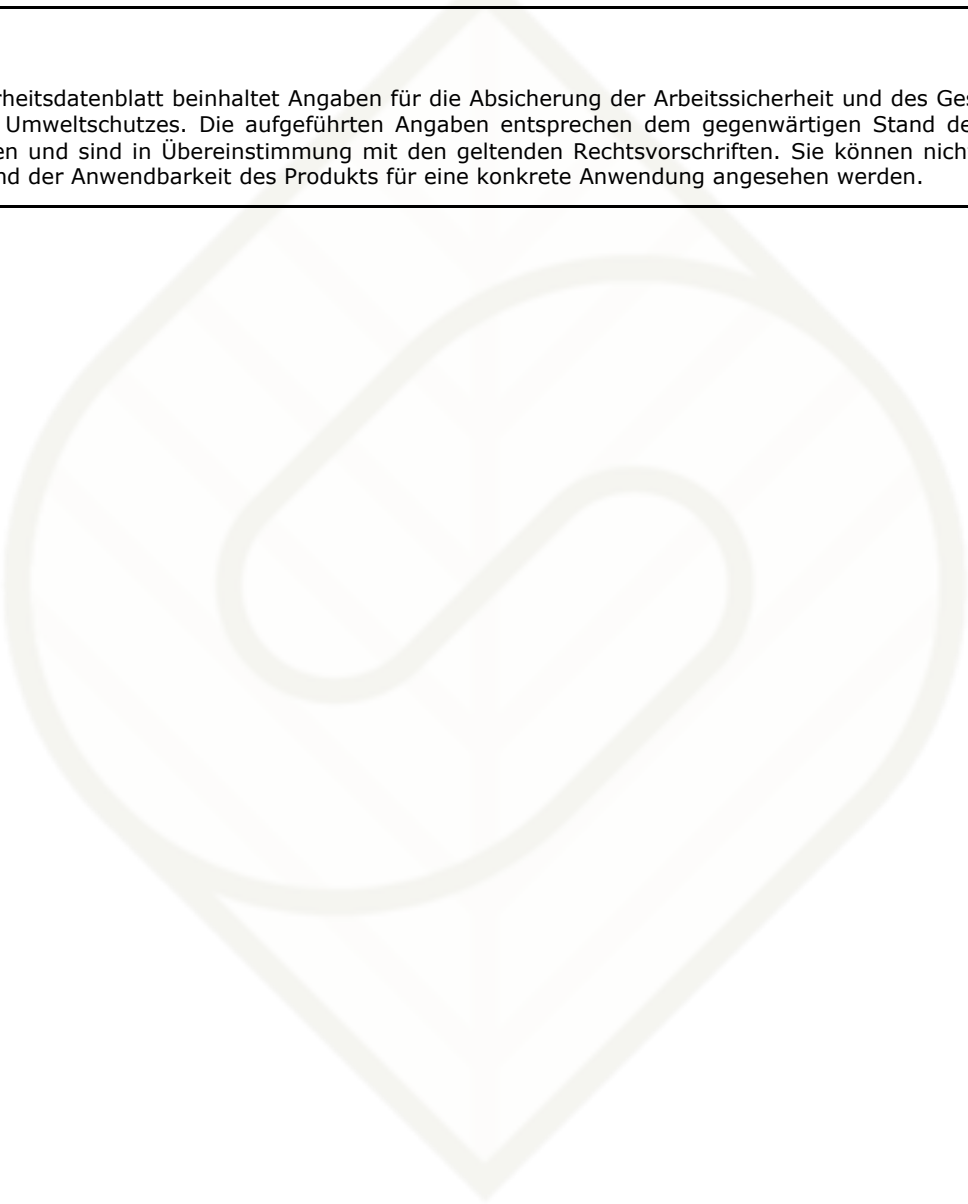 rheitsdatenblatt beinhaltet Angaben für die Absicherung der Arbeitssicherheit und des Ges
Umweltschutzes. Die aufgeführten Angaben entsprechen dem gegenwärtigen Stand de
en und sind in Übereinstimmung mit den geltenden Rechtsvorschriften. Sie können nich
nd der Anwendbarkeit des Produkts für eine konkrete Anwendung angesehen werden.